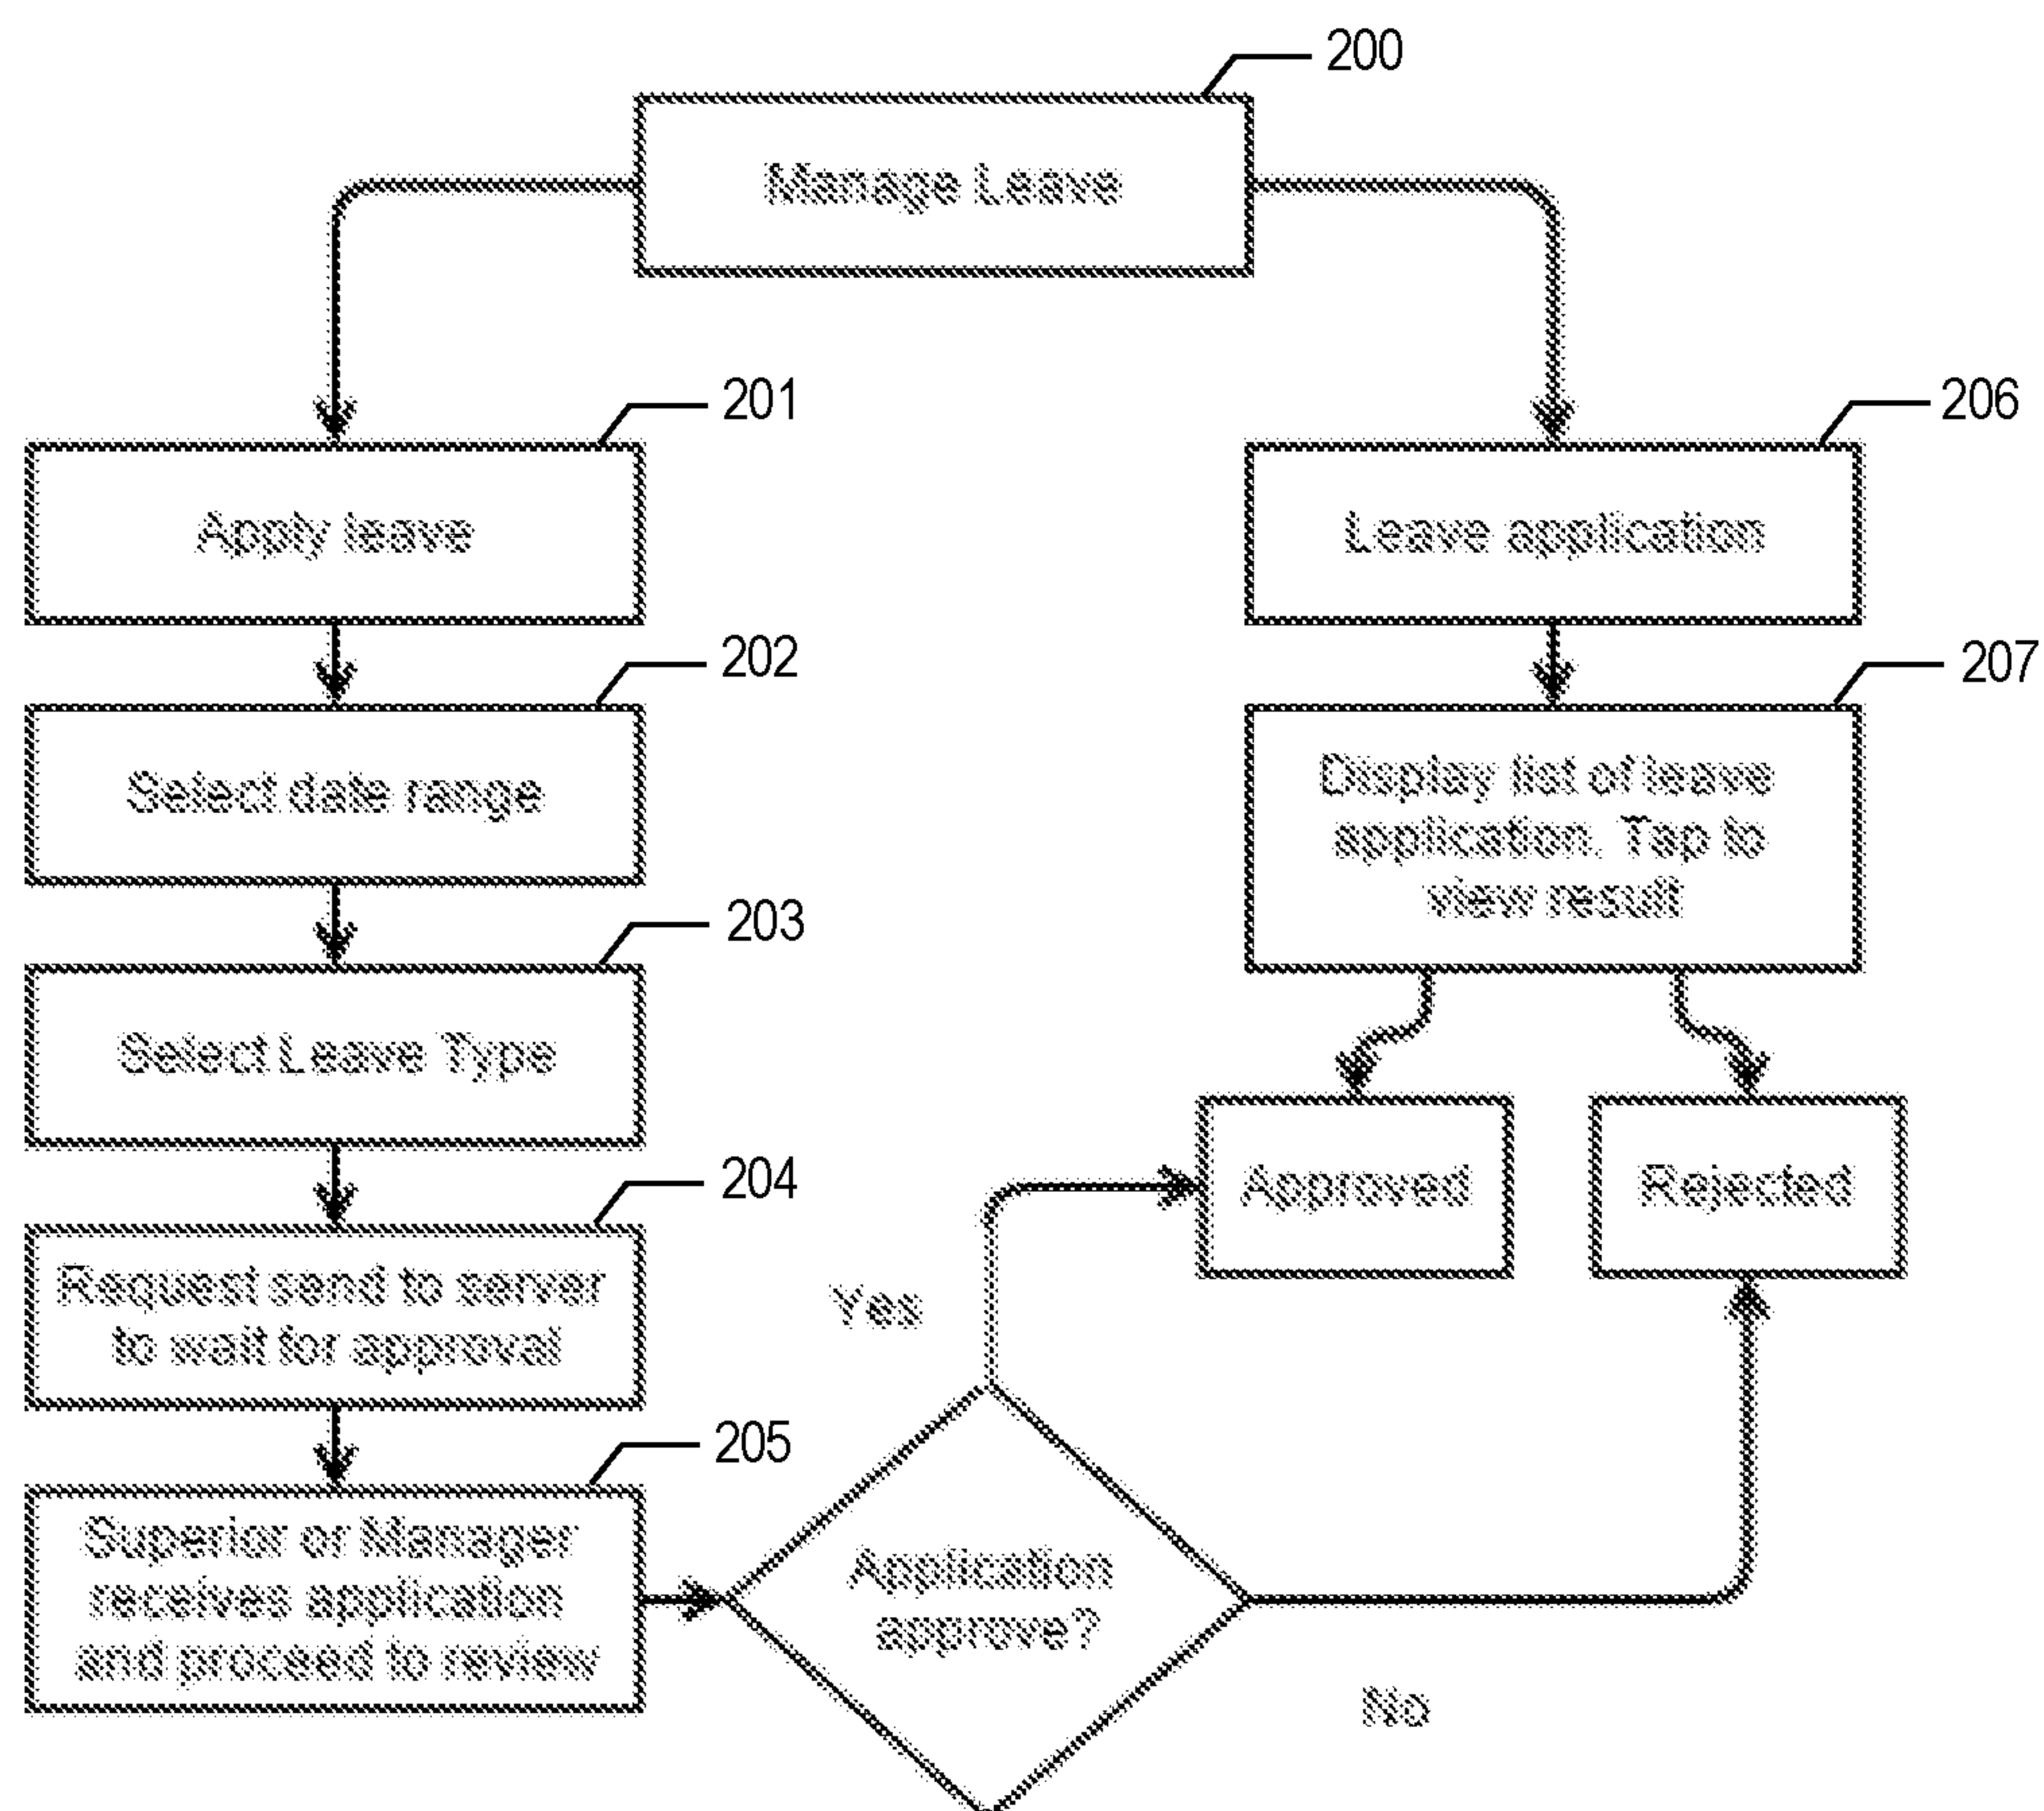 200
Manage Leave
201
Apply leave
206
Leave application
202
Select date range
207
Display list of leave
application. Tap to
view result
203
Select Leave Type
204
Request send to server
to wait for approval
Approved
Rejected
Yes
205
Superior or Manager
receives application
and proceed to review
Application
approve?
No